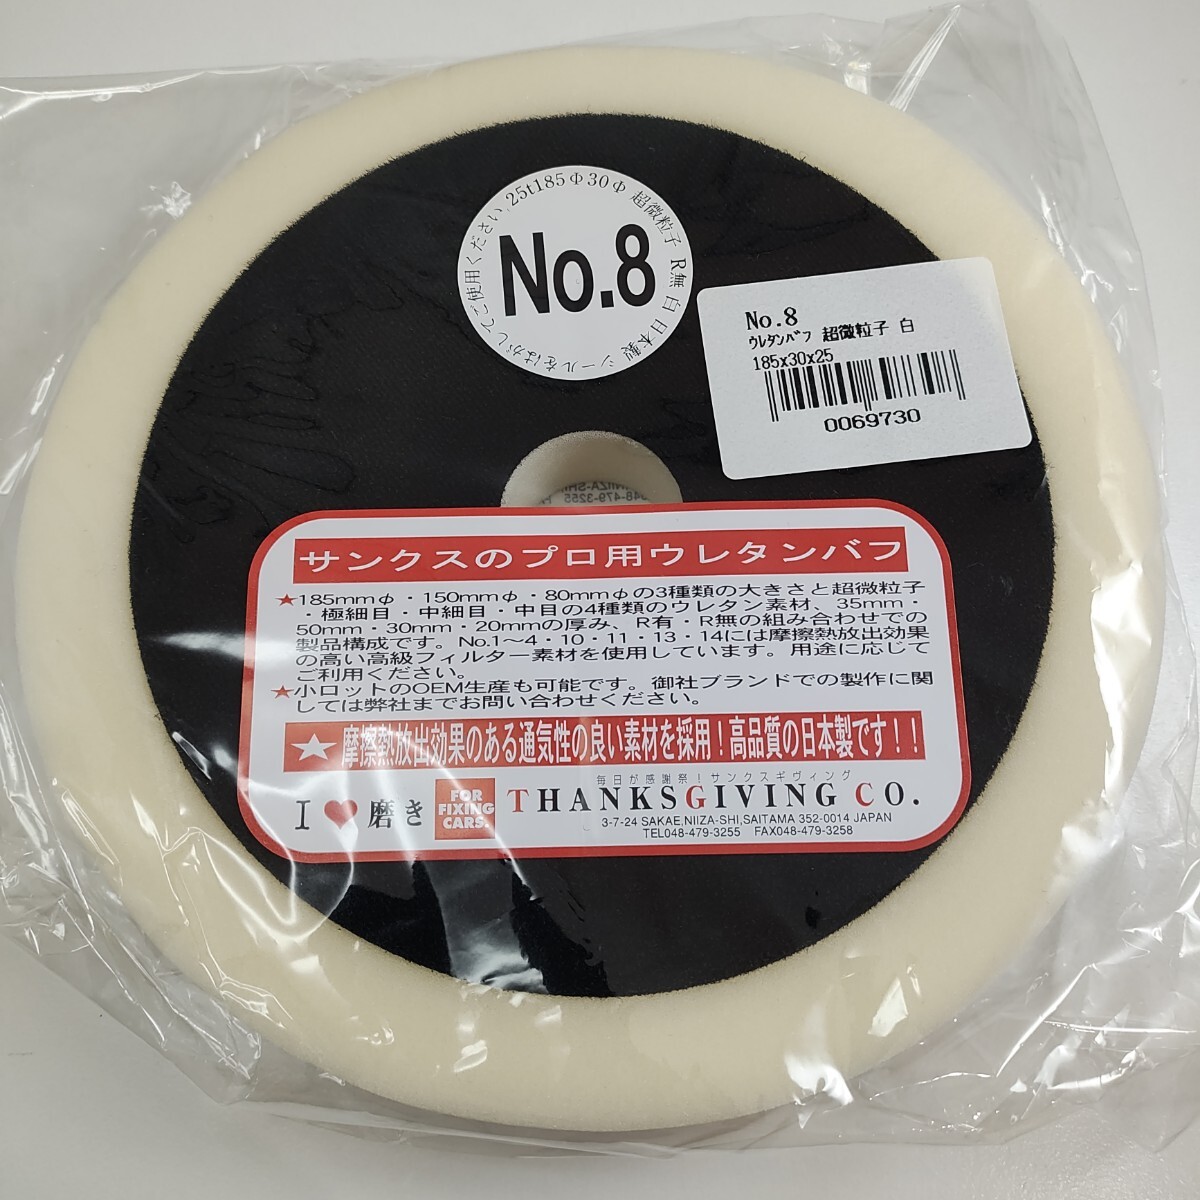 25t185Φ30Φ 超微粒子 R無 白 日本製 シールをはがしてご使用ください
No.8
No.8
ｳﾚﾀﾝﾊﾞﾌ 超微粒子 白
185x30x25
0069730
NIIZA-SHI
048-479-3255
サンクスのプロ用ウレタンバフ
★185mmφ・150mmφ・80mmφの3種類の大きさと超微粒子
・極細目・中細目・中目の4種類のウレタン素材、35mm・
50mm・30mm・20mmの厚み、R有・R無の組み合わせでの
製品構成です。No.1～4・10・11・13・14には摩擦熱放出効果
の高い高級フィルター素材を使用しています。用途に応じて
ご利用ください。
★小ロットのOEM生産も可能です。御社ブランドでの製作に関
しては弊社までお問い合わせください。
★ 摩擦熱放出効果のある通気性の良い素材を採用！高品質の日本製です！！
毎日が感謝祭！サンクスギヴィング
I ♥ 磨き FOR FIXING CARS. THANKSGIVING CO.
3-7-24 SAKAE,NIIZA-SHI,SAITAMA 352-0014 JAPAN
TEL048-479-3255 FAX048-479-3258